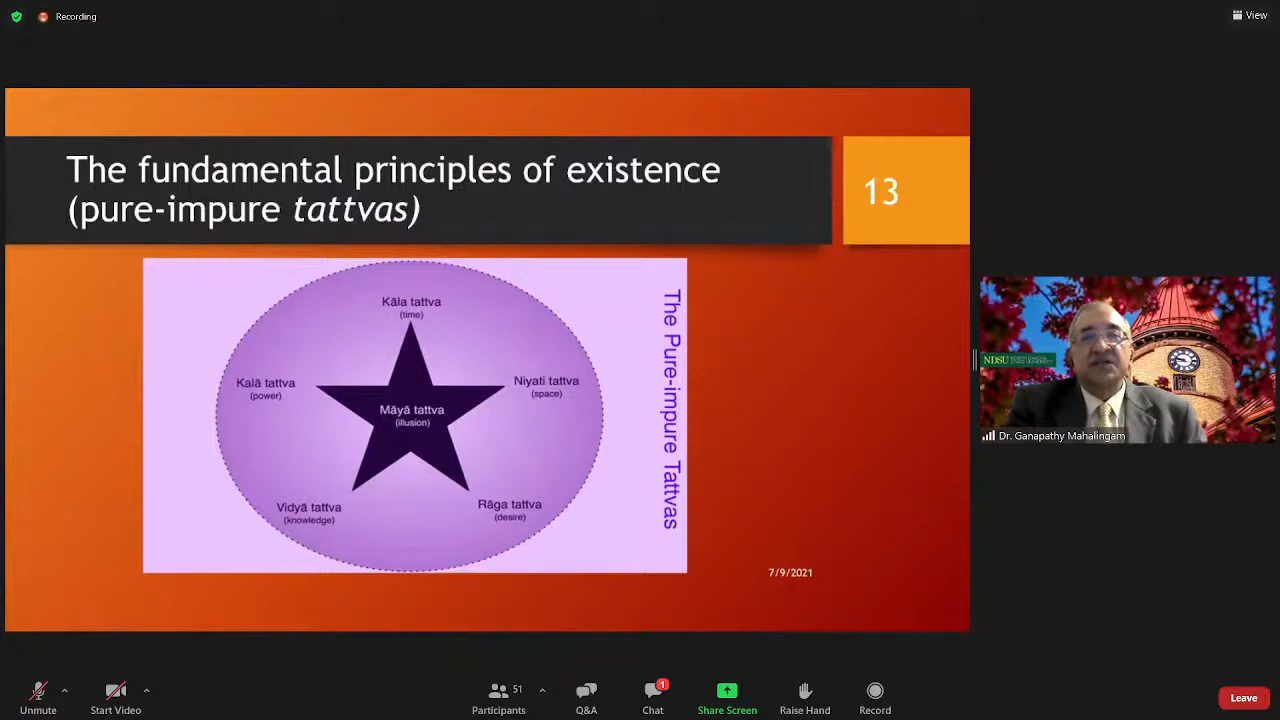 Recording
View
The fundamental principles of existence
(pure-impure tattvas)
13
Kāla tattva
(time)
Kalā tattva
(power)
Niyati tattva
(space)
Māyā tattva
(illusion)
Vidyā tattva
(knowledge)
Rāga tattva
(desire)
The Pure-impure Tattvas
7/9/2021
NDSU
Dr. Ganapathy Mahalingam
Unmute
Start Video
51
Participants
Q&A
1
Chat
Share Screen
Raise Hand
Record
Leave